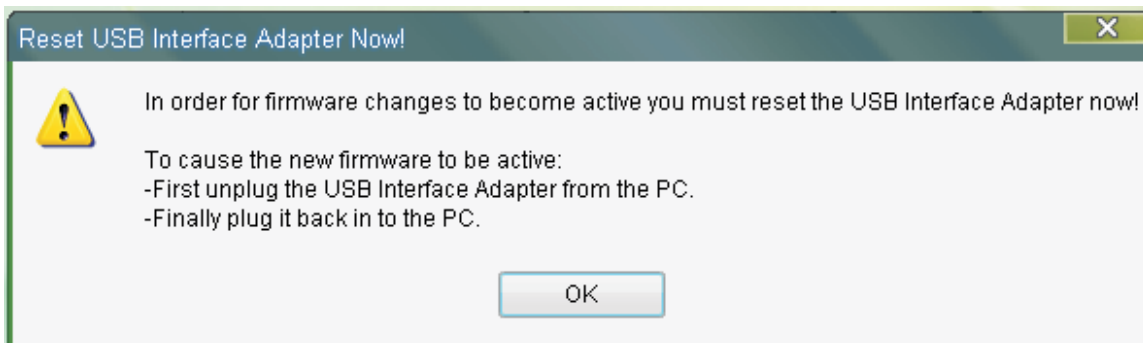 Reset USB Interface Adapter Now!
In order for firmware changes to become active you must reset the USB Interface Adapter now!
To cause the new firmware to be active:
-First unplug the USB Interface Adapter from the PC.
-Finally plug it back in to the PC.
OK